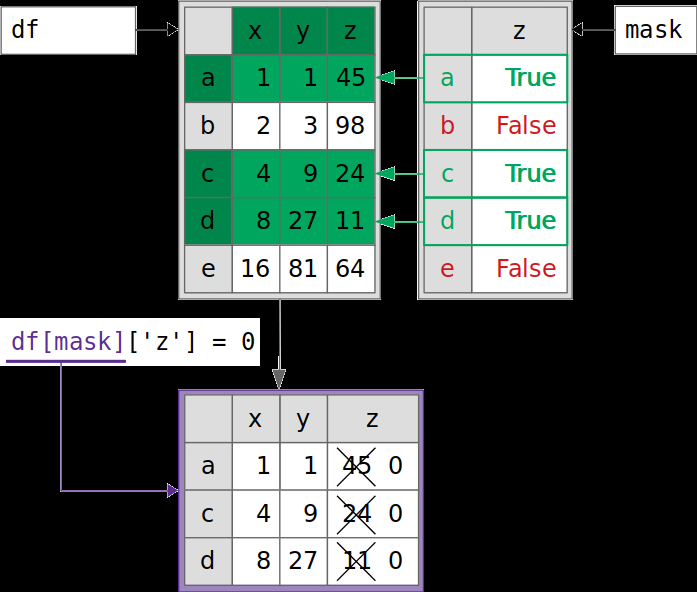 df
mask
x y z
a 1 1 45
b 2 3 98
c 4 9 24
d 8 27 11
e 16 81 64
z
a True
b False
c True
d True
e False
df[mask]['z'] = 0
x y z
a 1 1 45 0
c 4 9 24 0
d 8 27 11 0